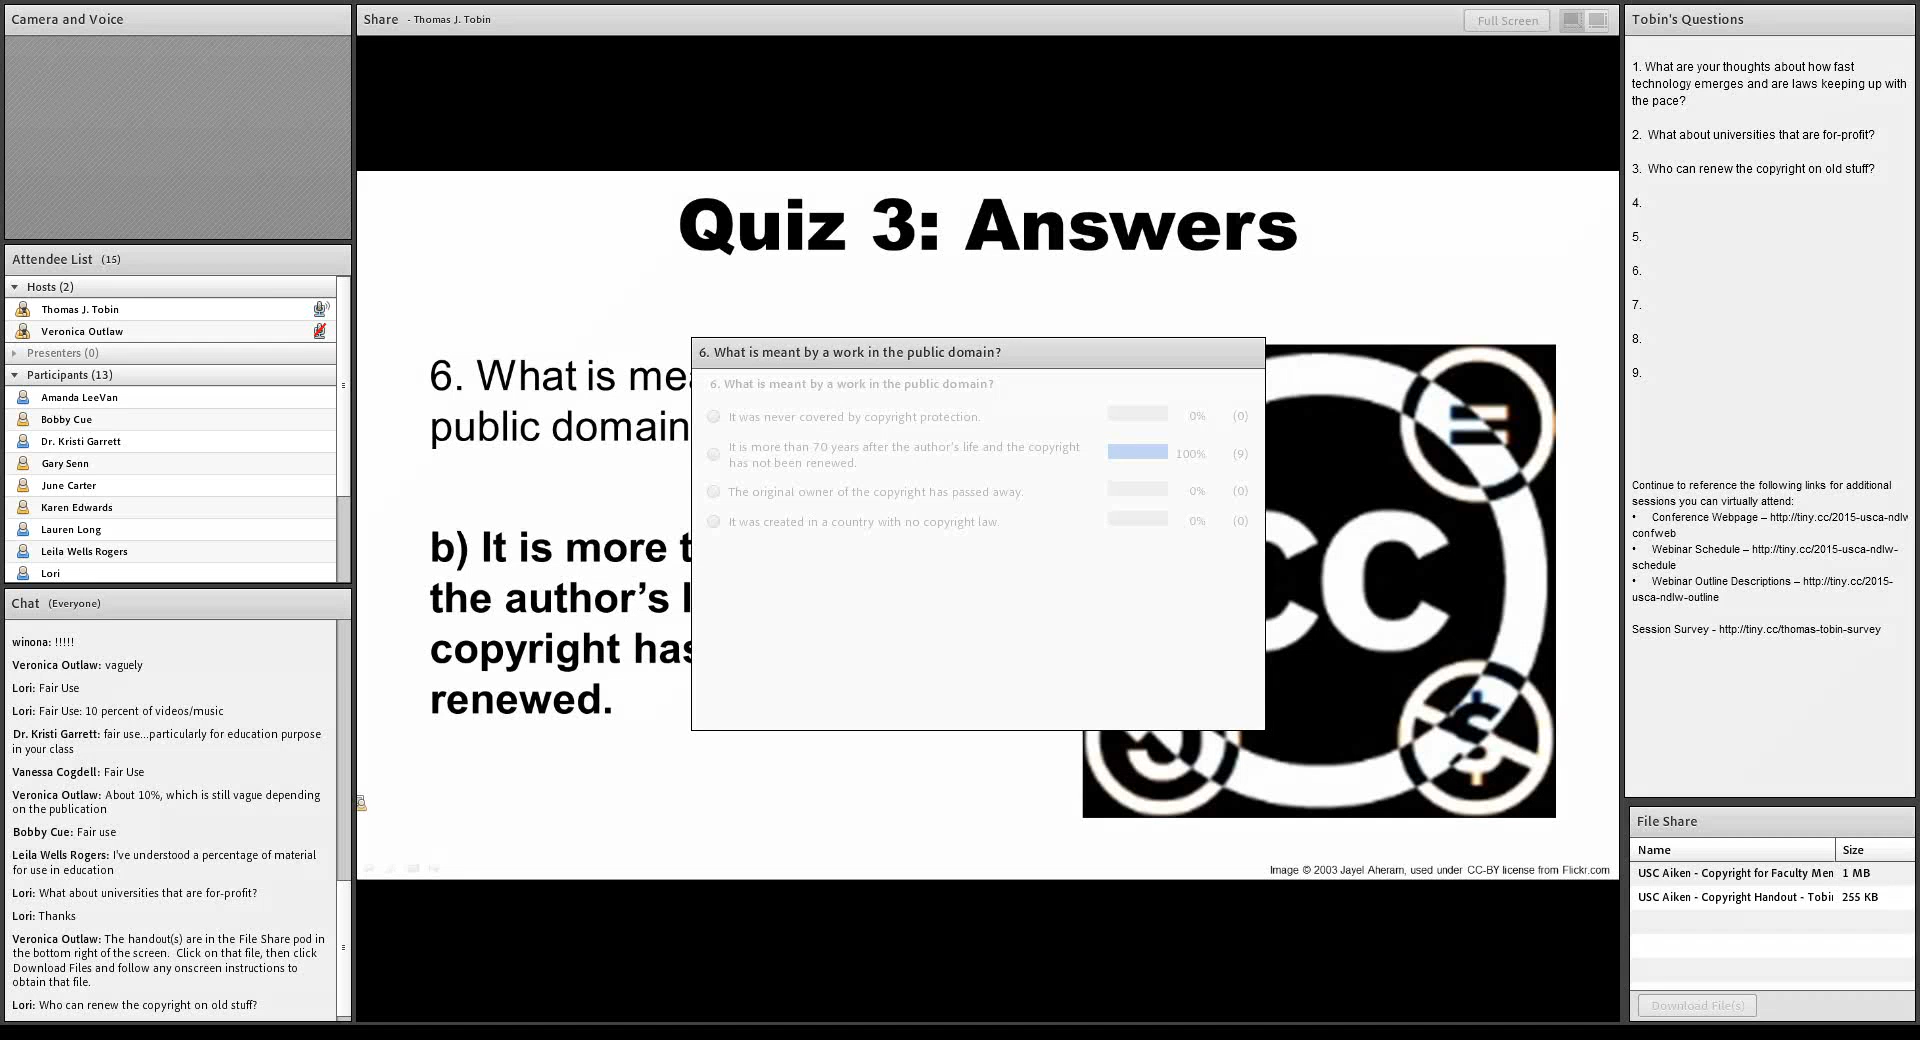 Camera and Voice
Attendee List (15)
Hosts (2)
Thomas J. Tobin
Veronica Outlaw
Presenters (0)
Participants (13)
Amanda LeeVan
Bobby Cue
Dr. Kristi Garrett
Gary Senn
June Carter
Karen Edwards
Lauren Long
Leila Wells Rogers
Lori
Chat (Everyone)
winona: !!!!!
Veronica Outlaw: vaguely
Lori: Fair Use
Lori: Fair Use: 10 percent of videos/music
Dr. Kristi Garrett: fair use...particularly for education purpose
in your class
Vanessa Cogdell: Fair Use
Veronica Outlaw: About 10%, which is still vague depending
on the publication
Bobby Cue: Fair use
Leila Wells Rogers: I've understood a percentage of material
for use in education
Lori: What about universities that are for-profit?
Lori: Thanks
Veronica Outlaw: The handout(s) are in the File Share pod in
the bottom right of the screen. Click on that file, then click
Download Files and follow any onscreen instructions to
obtain that file.
Lori: Who can renew the copyright on old stuff?
Share - Thomas J. Tobin
Full Screen
Quiz 3: Answers
6. What is mea
public domain
b) It is more t
the author's l
copyright has
renewed.
6. What is meant by a work in the public domain?
6. What is meant by a work in the public domain?
It was never covered by copyright protection. 0% (0)
It is more than 70 years after the author's life and the copyright
has not been renewed. 100% (9)
The original owner of the copyright has passed away. 0% (0)
It was created in a country with no copyright law. 0% (0)
cc
=
$
Image © 2003 Jayel Aheram, used under CC-BY license from Flickr.com
Tobin's Questions
1. What are your thoughts about how fast
technology emerges and are laws keeping up with
the pace?
2. What about universities that are for-profit?
3. Who can renew the copyright on old stuff?
4.
5.
6.
7.
8.
9.
Continue to reference the following links for additional
sessions you can virtually attend:
• Conference Webpage – http://tiny.cc/2015-usca-ndlw
confweb
• Webinar Schedule – http://tiny.cc/2015-usca-ndlw-
schedule
• Webinar Outline Descriptions – http://tiny.cc/2015-
usca-ndlw-outline
Session Survey - http://tiny.cc/thomas-tobin-survey
File Share
Name Size
USC Aiken - Copyright for Faculty Men 1 MB
USC Aiken - Copyright Handout - Tobi 255 KB
Download File(s)